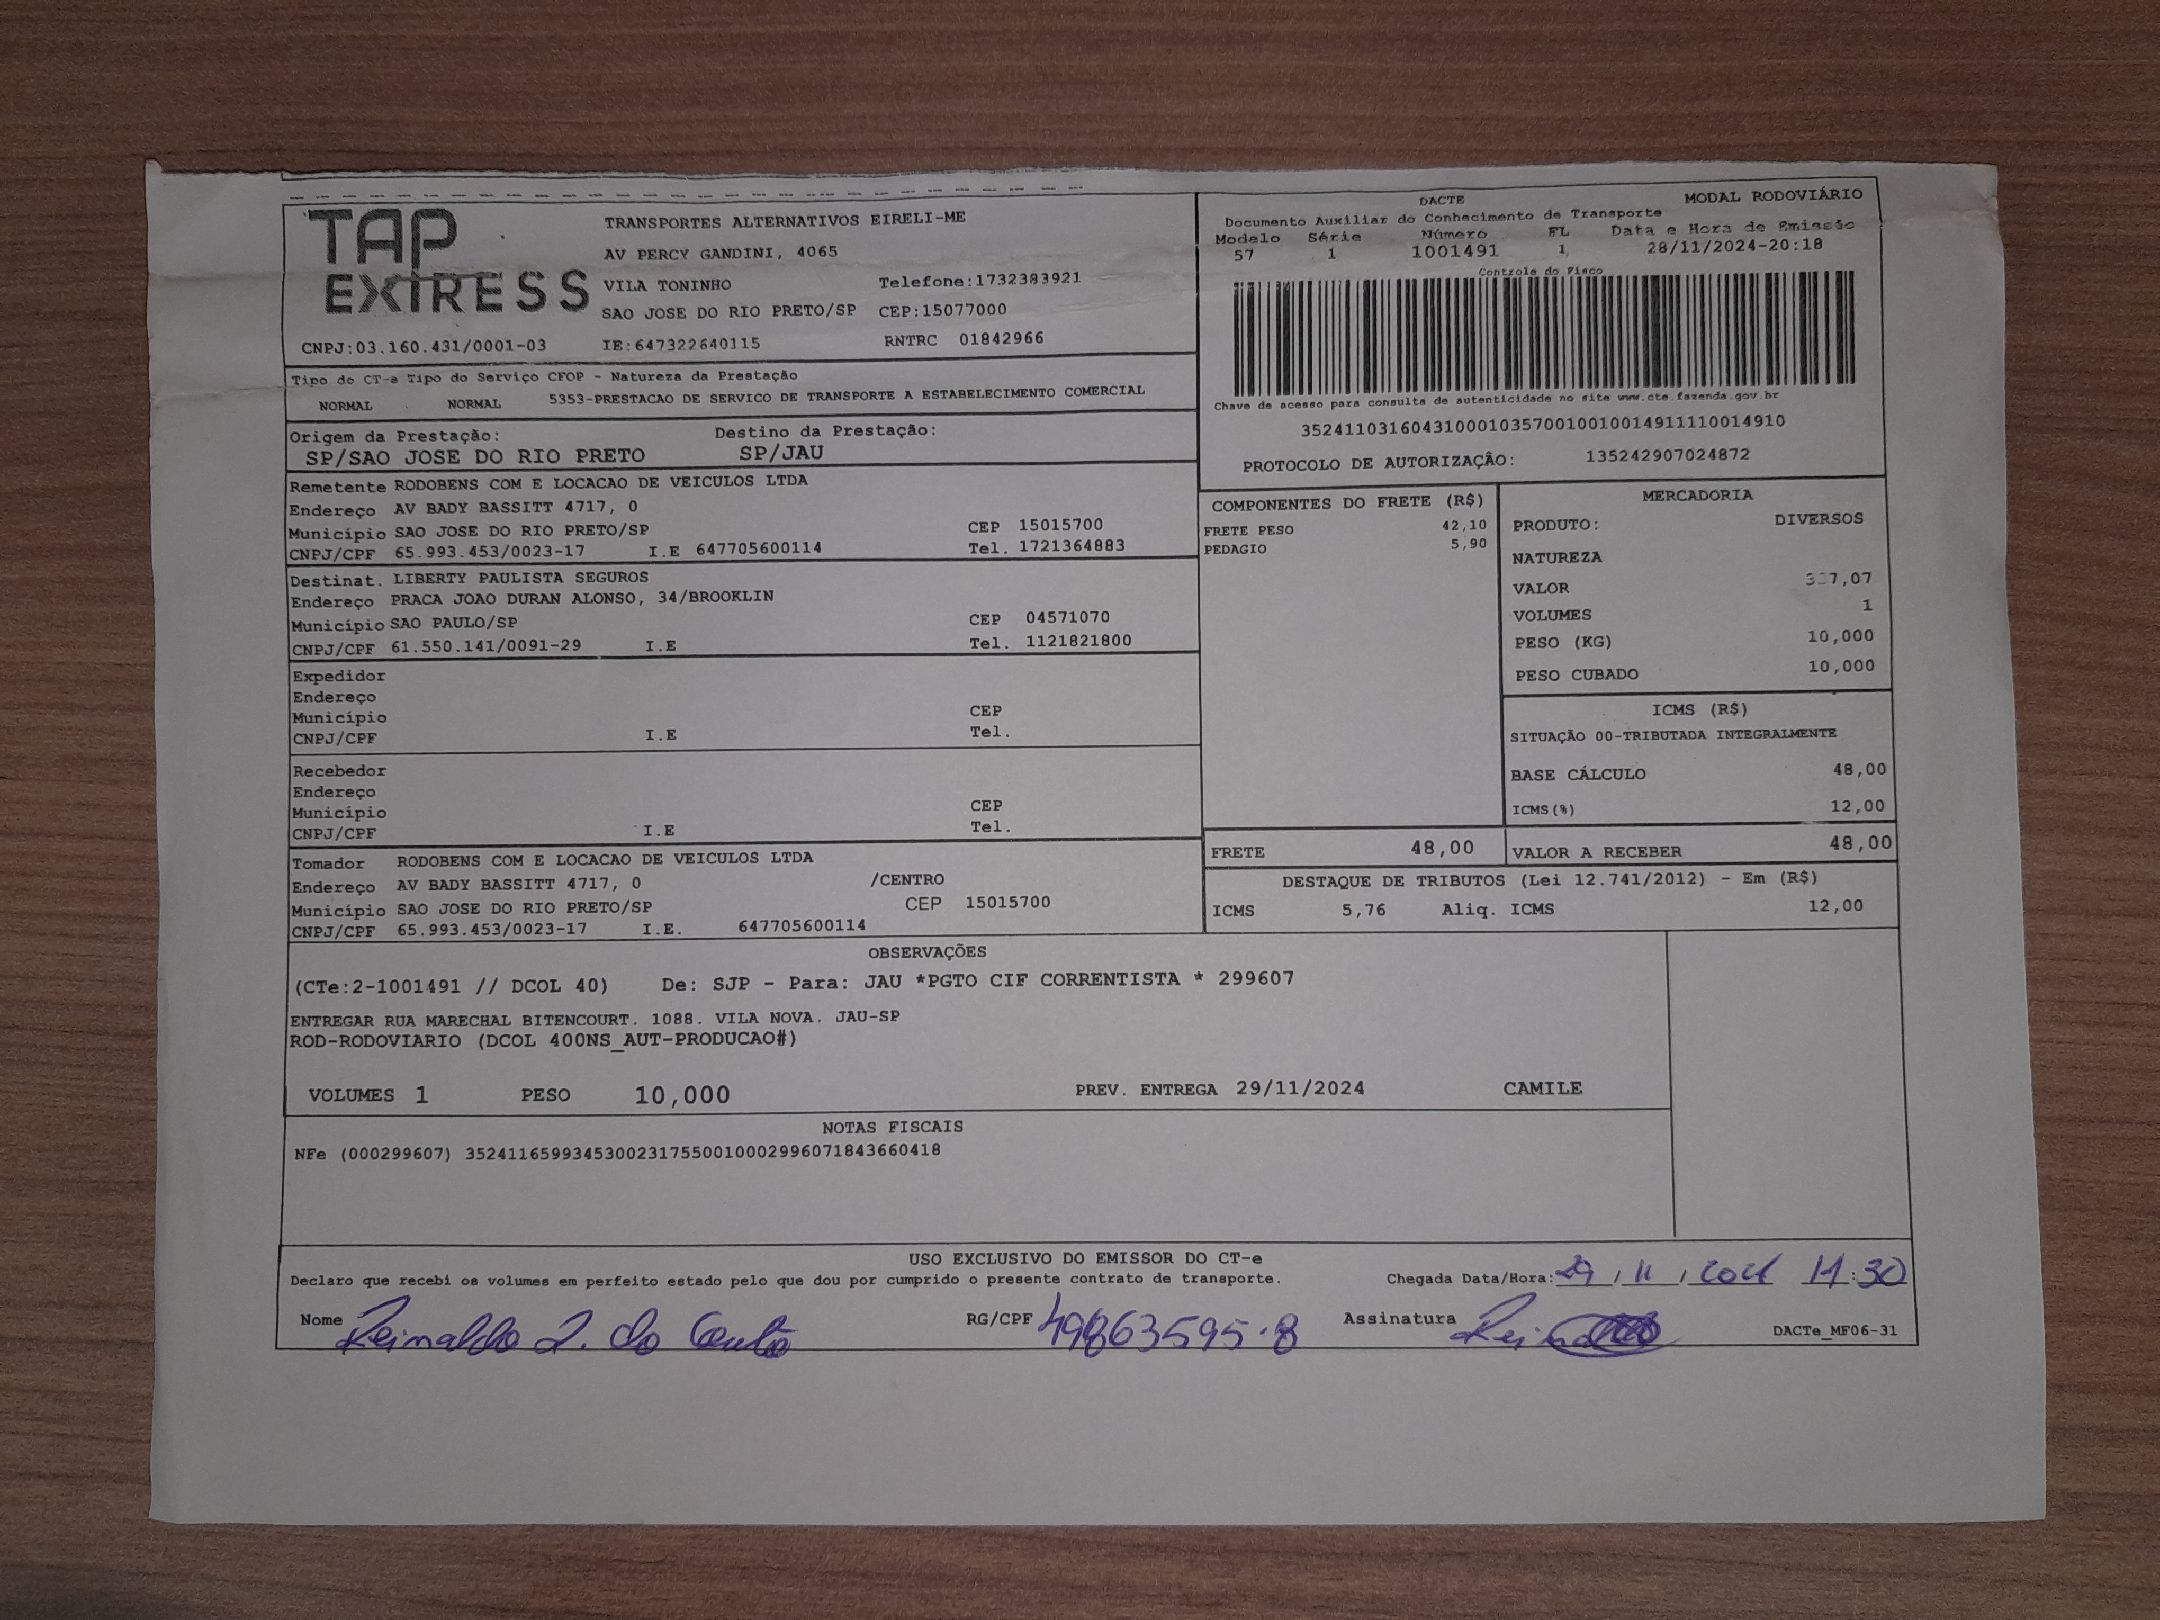 TAP
EXPRESS
TRANSPORTES ALTERNATIVOS EIRELI-ME
AV PERCY GANDINI, 4065
VILA TONINHO Telefone:1732383921
SAO JOSE DO RIO PRETO/SP CEP:15077000
CNPJ:03.160.431/0001-03 IE:647322640115 RNTRC 01842966
DACTE MODAL RODOVIÁRIO
Documento Auxiliar do Conhecimento de Transporte
Modelo Série Número FL Data e Hora de Emissão
57 1 1001491 1 28/11/2024-20:18
Controle do Fisco
Chave de acesso para consulta de autenticidade no site www.cte.fazenda.gov.br
35241103160431000103570010010014911110014910
PROTOCOLO DE AUTORIZAÇÃO: 135242907024872
Tipo do CT-e Tipo do Serviço CFOP - Natureza da Prestação
NORMAL NORMAL 5353-PRESTACAO DE SERVICO DE TRANSPORTE A ESTABELECIMENTO COMERCIAL
Origem da Prestação: Destino da Prestação:
SP/SAO JOSE DO RIO PRETO SP/JAU
Remetente RODOBENS COM E LOCACAO DE VEICULOS LTDA
Endereço AV BADY BASSITT 4717, 0
Município SAO JOSE DO RIO PRETO/SP CEP 15015700
CNPJ/CPF 65.993.453/0023-17 I.E 647705600114 Tel. 1721364883
Destinat. LIBERTY PAULISTA SEGUROS
Endereço PRACA JOAO DURAN ALONSO, 34/BROOKLIN
Município SAO PAULO/SP CEP 04571070
CNPJ/CPF 61.550.141/0091-29 I.E Tel. 1121821800
Expedidor
Endereço
Município CEP
CNPJ/CPF I.E Tel.
Recebedor
Endereço
Município CEP
CNPJ/CPF I.E Tel.
Tomador RODOBENS COM E LOCACAO DE VEICULOS LTDA
Endereço AV BADY BASSITT 4717, 0 /CENTRO
Município SAO JOSE DO RIO PRETO/SP CEP 15015700
CNPJ/CPF 65.993.453/0023-17 I.E. 647705600114
COMPONENTES DO FRETE (R$)
FRETE PESO 42,10
PEDAGIO 5,90
MERCADORIA
PRODUTO: DIVERSOS
NATUREZA
VALOR
VOLUMES 1
PESO (KG) 10,000
PESO CUBADO 10,000
ICMS (R$)
SITUAÇÃO 00-TRIBUTADA INTEGRALMENTE
BASE CÁLCULO 48,00
ICMS(%) 12,00
FRETE 48,00 VALOR A RECEBER 48,00
DESTAQUE DE TRIBUTOS (Lei 12.741/2012) - Em (R$)
ICMS 5,76 Aliq. ICMS 12,00
OBSERVAÇÕES
(CTe:2-1001491 // DCOL 40) De: SJP - Para: JAU *PGTO CIF CORRENTISTA * 299607
ENTREGAR RUA MARECHAL BITENCOURT. 1088. VILA NOVA. JAU-SP
ROD-RODOVIARIO (DCOL 400NS_AUT-PRODUCAO#)
VOLUMES 1 PESO 10,000 PREV. ENTREGA 29/11/2024 CAMILE
NOTAS FISCAIS
NFe (000299607) 35241165993453002317550010002996071843660418
USO EXCLUSIVO DO EMISSOR DO CT-e
Declaro que recebi os volumes em perfeito estado pelo que dou por cumprido o presente contrato de transporte. Chegada Data/Hora: 29/11/2024 11:30
Nome Reinaldo do RG/CPF 49863595-8 Assinatura
DACTe_MF06-31